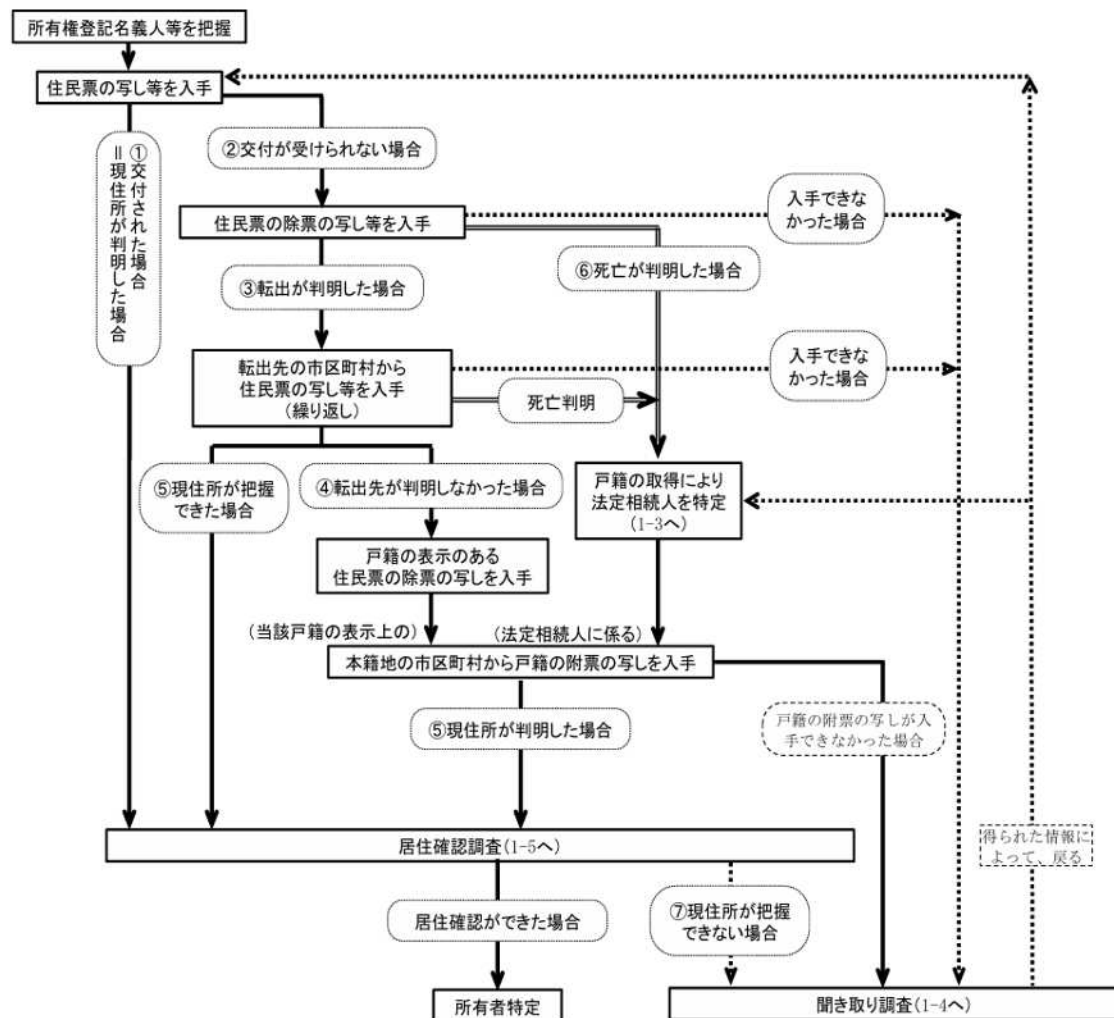 所有権登記名義人等を把握
住民票の写し等を入手
①交付された場合
＝現住所が判明した場合
②交付が受けられない場合
住民票の除票の写し等を入手
入手できな
かった場合
⑥死亡が判明した場合
③転出が判明した場合
転出先の市区町村から
住民票の写し等を入手
(繰り返し)
入手できな
かった場合
死亡判明
⑤現住所が把握
できた場合
④転出先が判明しなかった場合
戸籍の取得により
法定相続人を特定
(1-3へ)
戸籍の表示のある
住民票の除票の写しを入手
(当該戸籍の表示上の)
(法定相続人に係る)
本籍地の市区町村から戸籍の附票の写しを入手
⑤現住所が判明した場合
戸籍の附票の写しが入
手できなかった場合
得られた情報に
よって、戻る
居住確認調査(1-5へ)
居住確認ができた場合
⑦現住所が把握
できない場合
所有者特定
聞き取り調査(1-4へ)